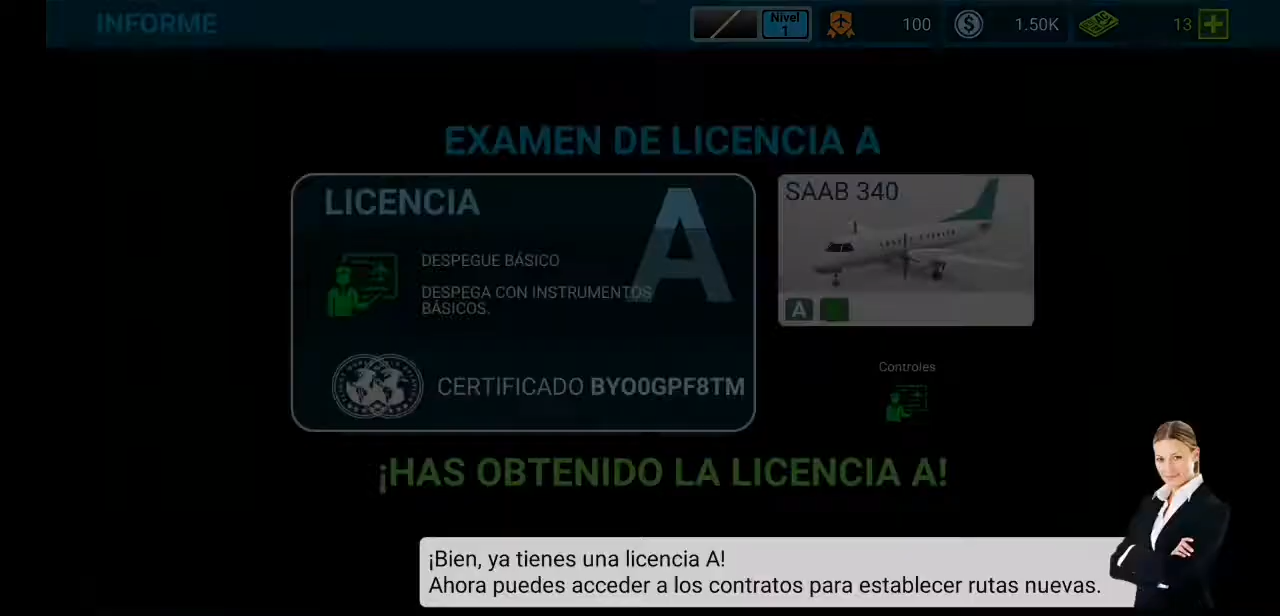 INFORME
Nivel
1
100
1.50K
13
EXAMEN DE LICENCIA A
LICENCIA
A
DESPEGUE BÁSICO
DESPEGA CON INSTRUMENTOS
BÁSICOS.
CERTIFICADO BYO0GPF8TM
SAAB 340
A
Controles
¡HAS OBTENIDO LA LICENCIA A!
¡Bien, ya tienes una licencia A!
Ahora puedes acceder a los contratos para establecer rutas nuevas.